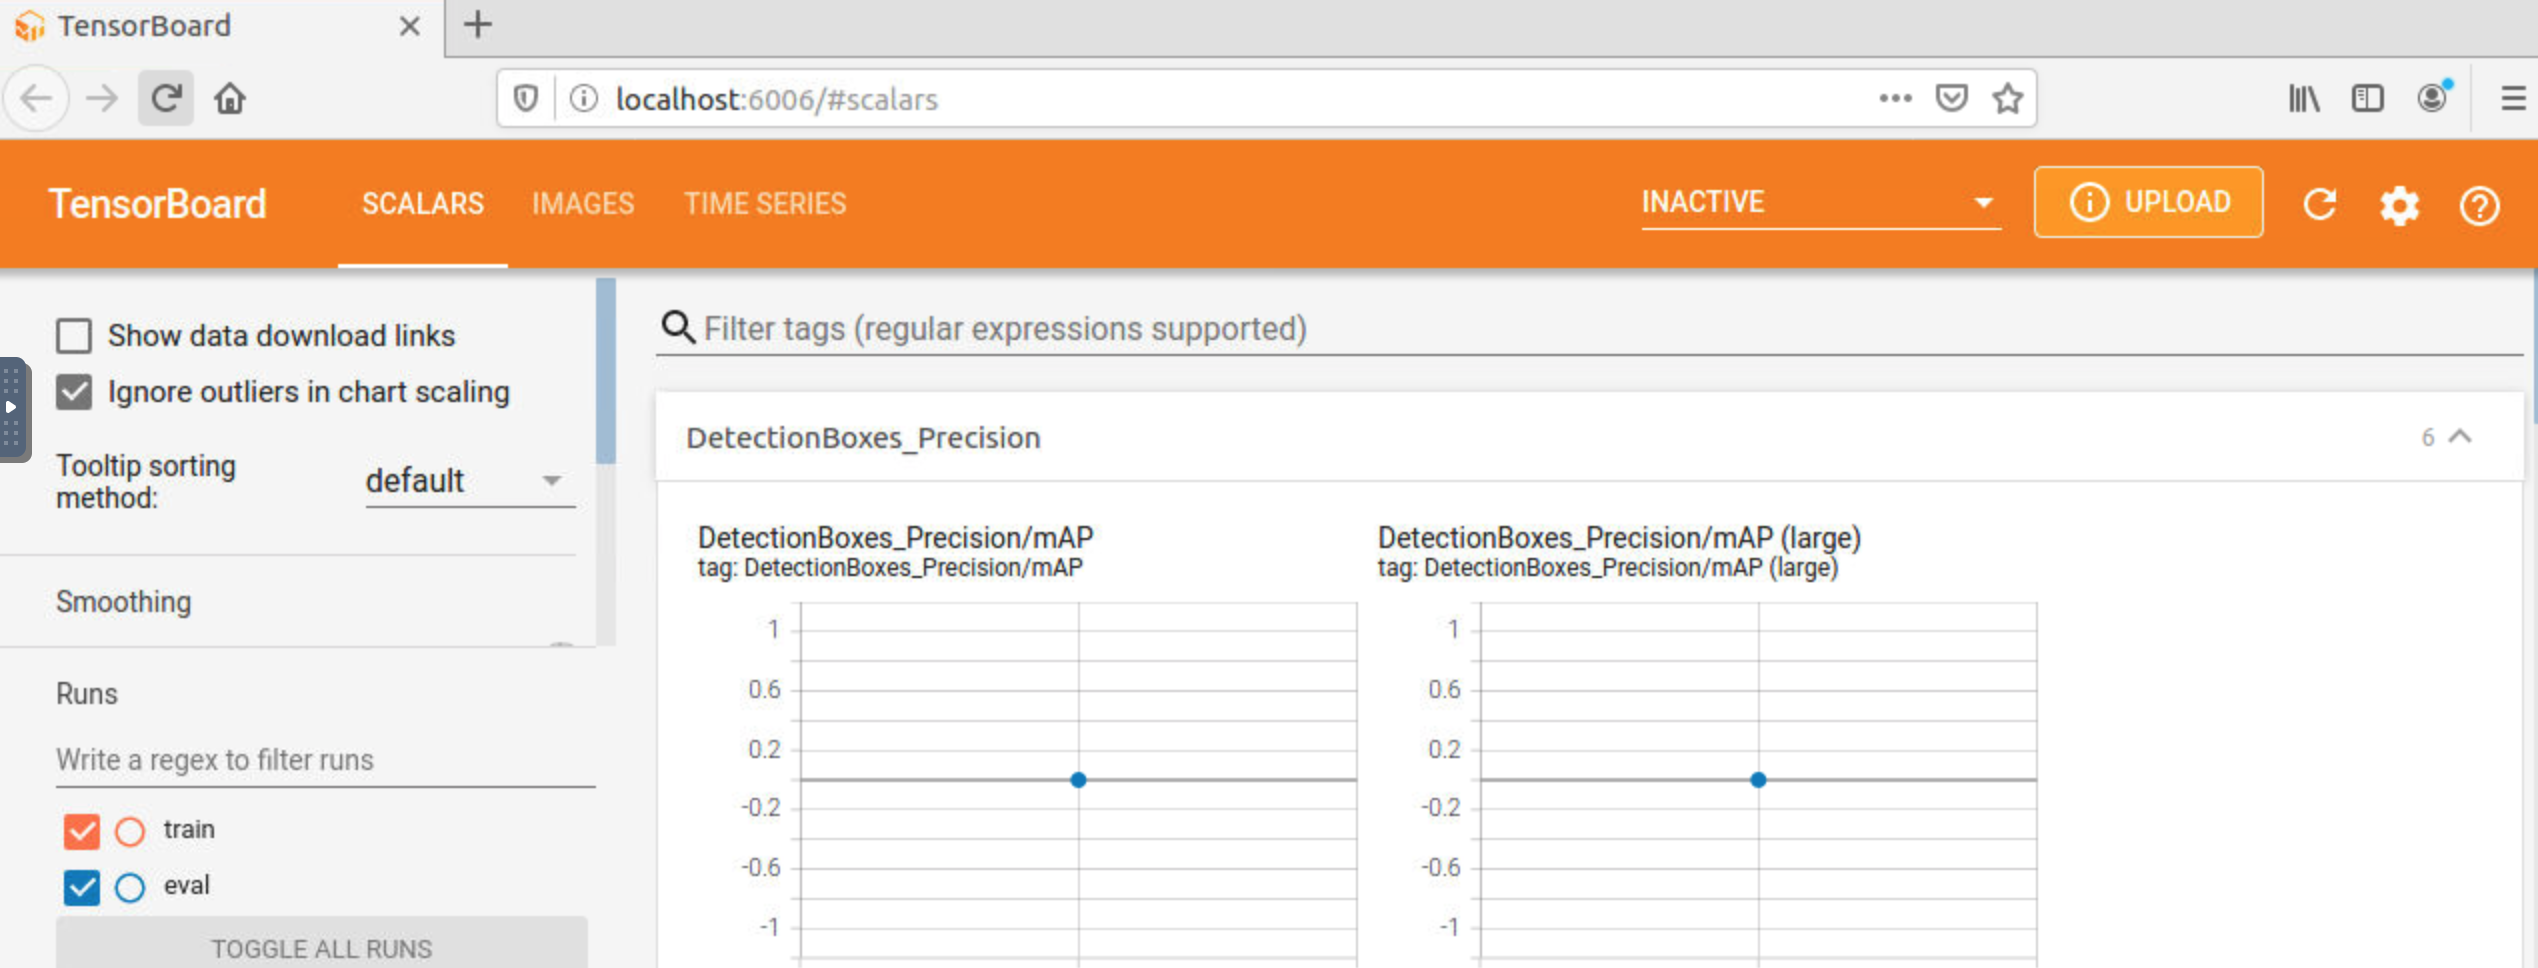 TensorBoard
localhost:6006/#scalars
TensorBoard SCALARS IMAGES TIME SERIES INACTIVE UPLOAD
Show data download links
Ignore outliers in chart scaling
Tooltip sorting
method:
default
Smoothing
Runs
Write a regex to filter runs
train
eval
TOGGLE ALL RUNS
Filter tags (regular expressions supported)
DetectionBoxes_Precision 6
DetectionBoxes_Precision/mAP
tag: DetectionBoxes_Precision/mAP
1
0.6
0.2
-0.2
-0.6
-1
DetectionBoxes_Precision/mAP (large)
tag: DetectionBoxes_Precision/mAP (large)
1
0.6
0.2
-0.2
-0.6
-1